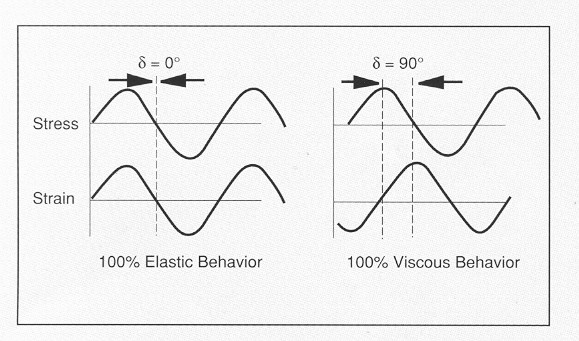 δ = 0°
δ = 90°
Stress
Strain
100% Elastic Behavior
100% Viscous Behavior